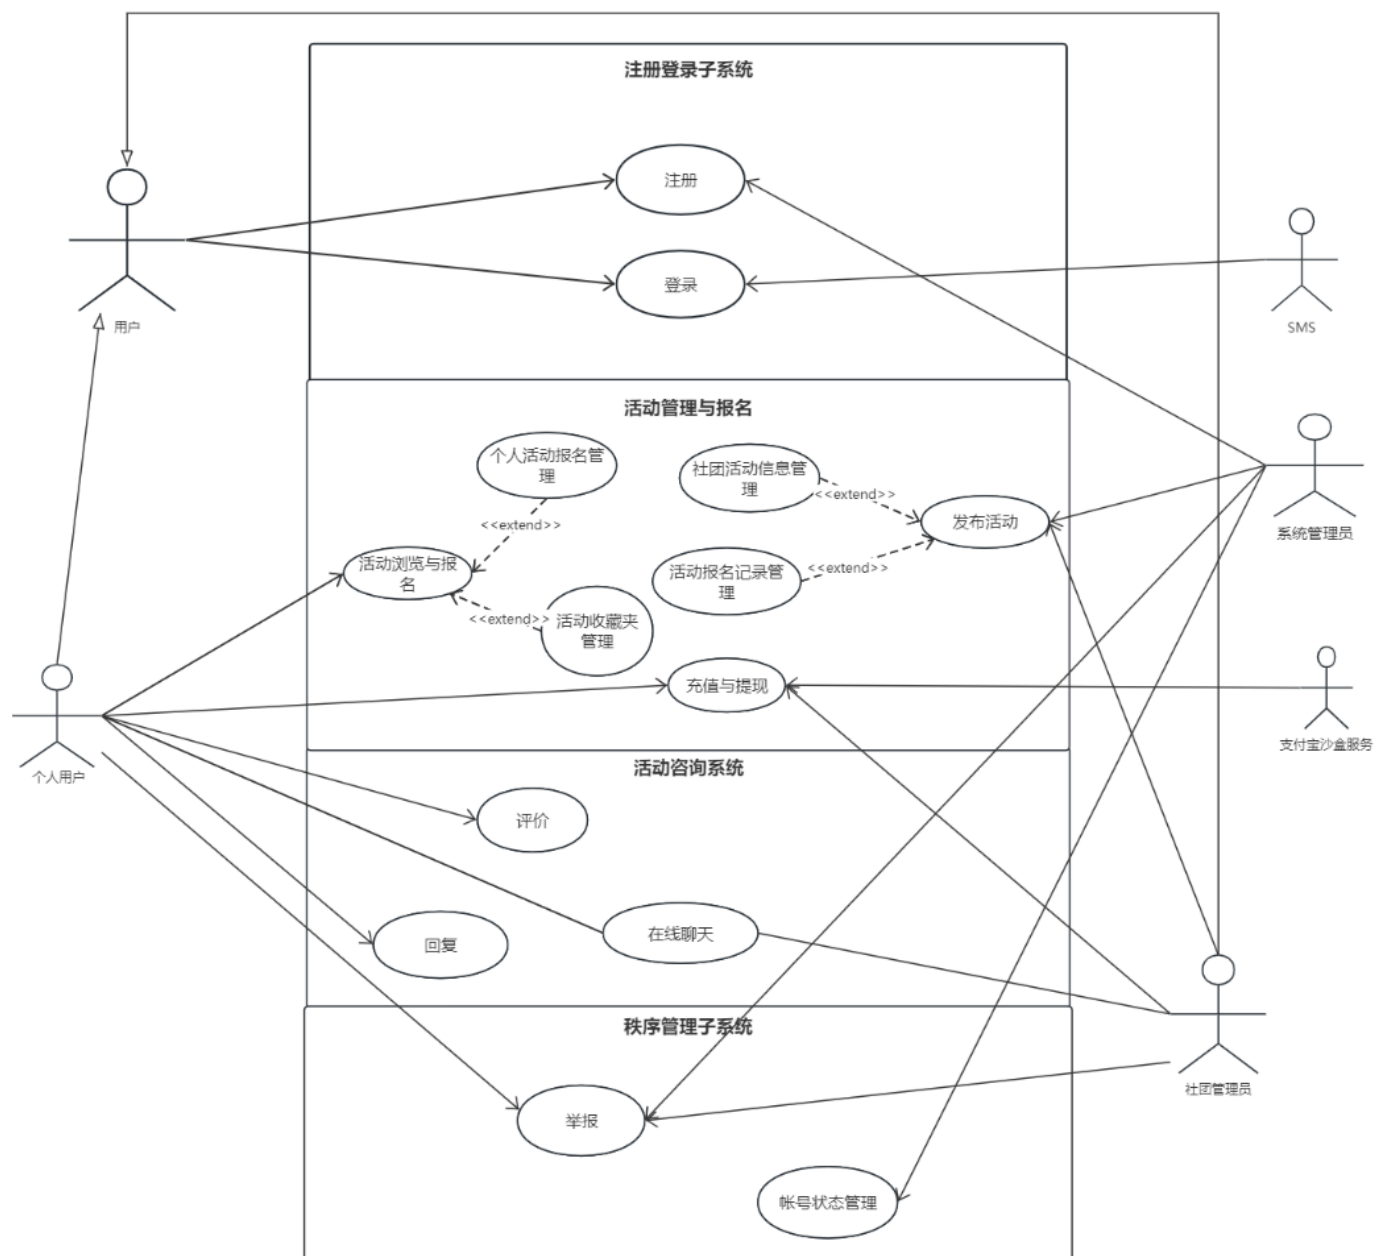 注册登录子系统
注册
登录
用户
SMS
活动管理与报名
个人活动报名管
理
社团活动信息管
理
<<extend>>
<<extend>>
发布活动
系统管理员
活动浏览与报
名
活动报名记录管
理
<<extend>>
<<extend>>
活动收藏夹
管理
充值与提现
支付宝沙盒服务
个人用户
活动咨询系统
评价
回复
在线聊天
秩序管理子系统
社团管理员
举报
帐号状态管理